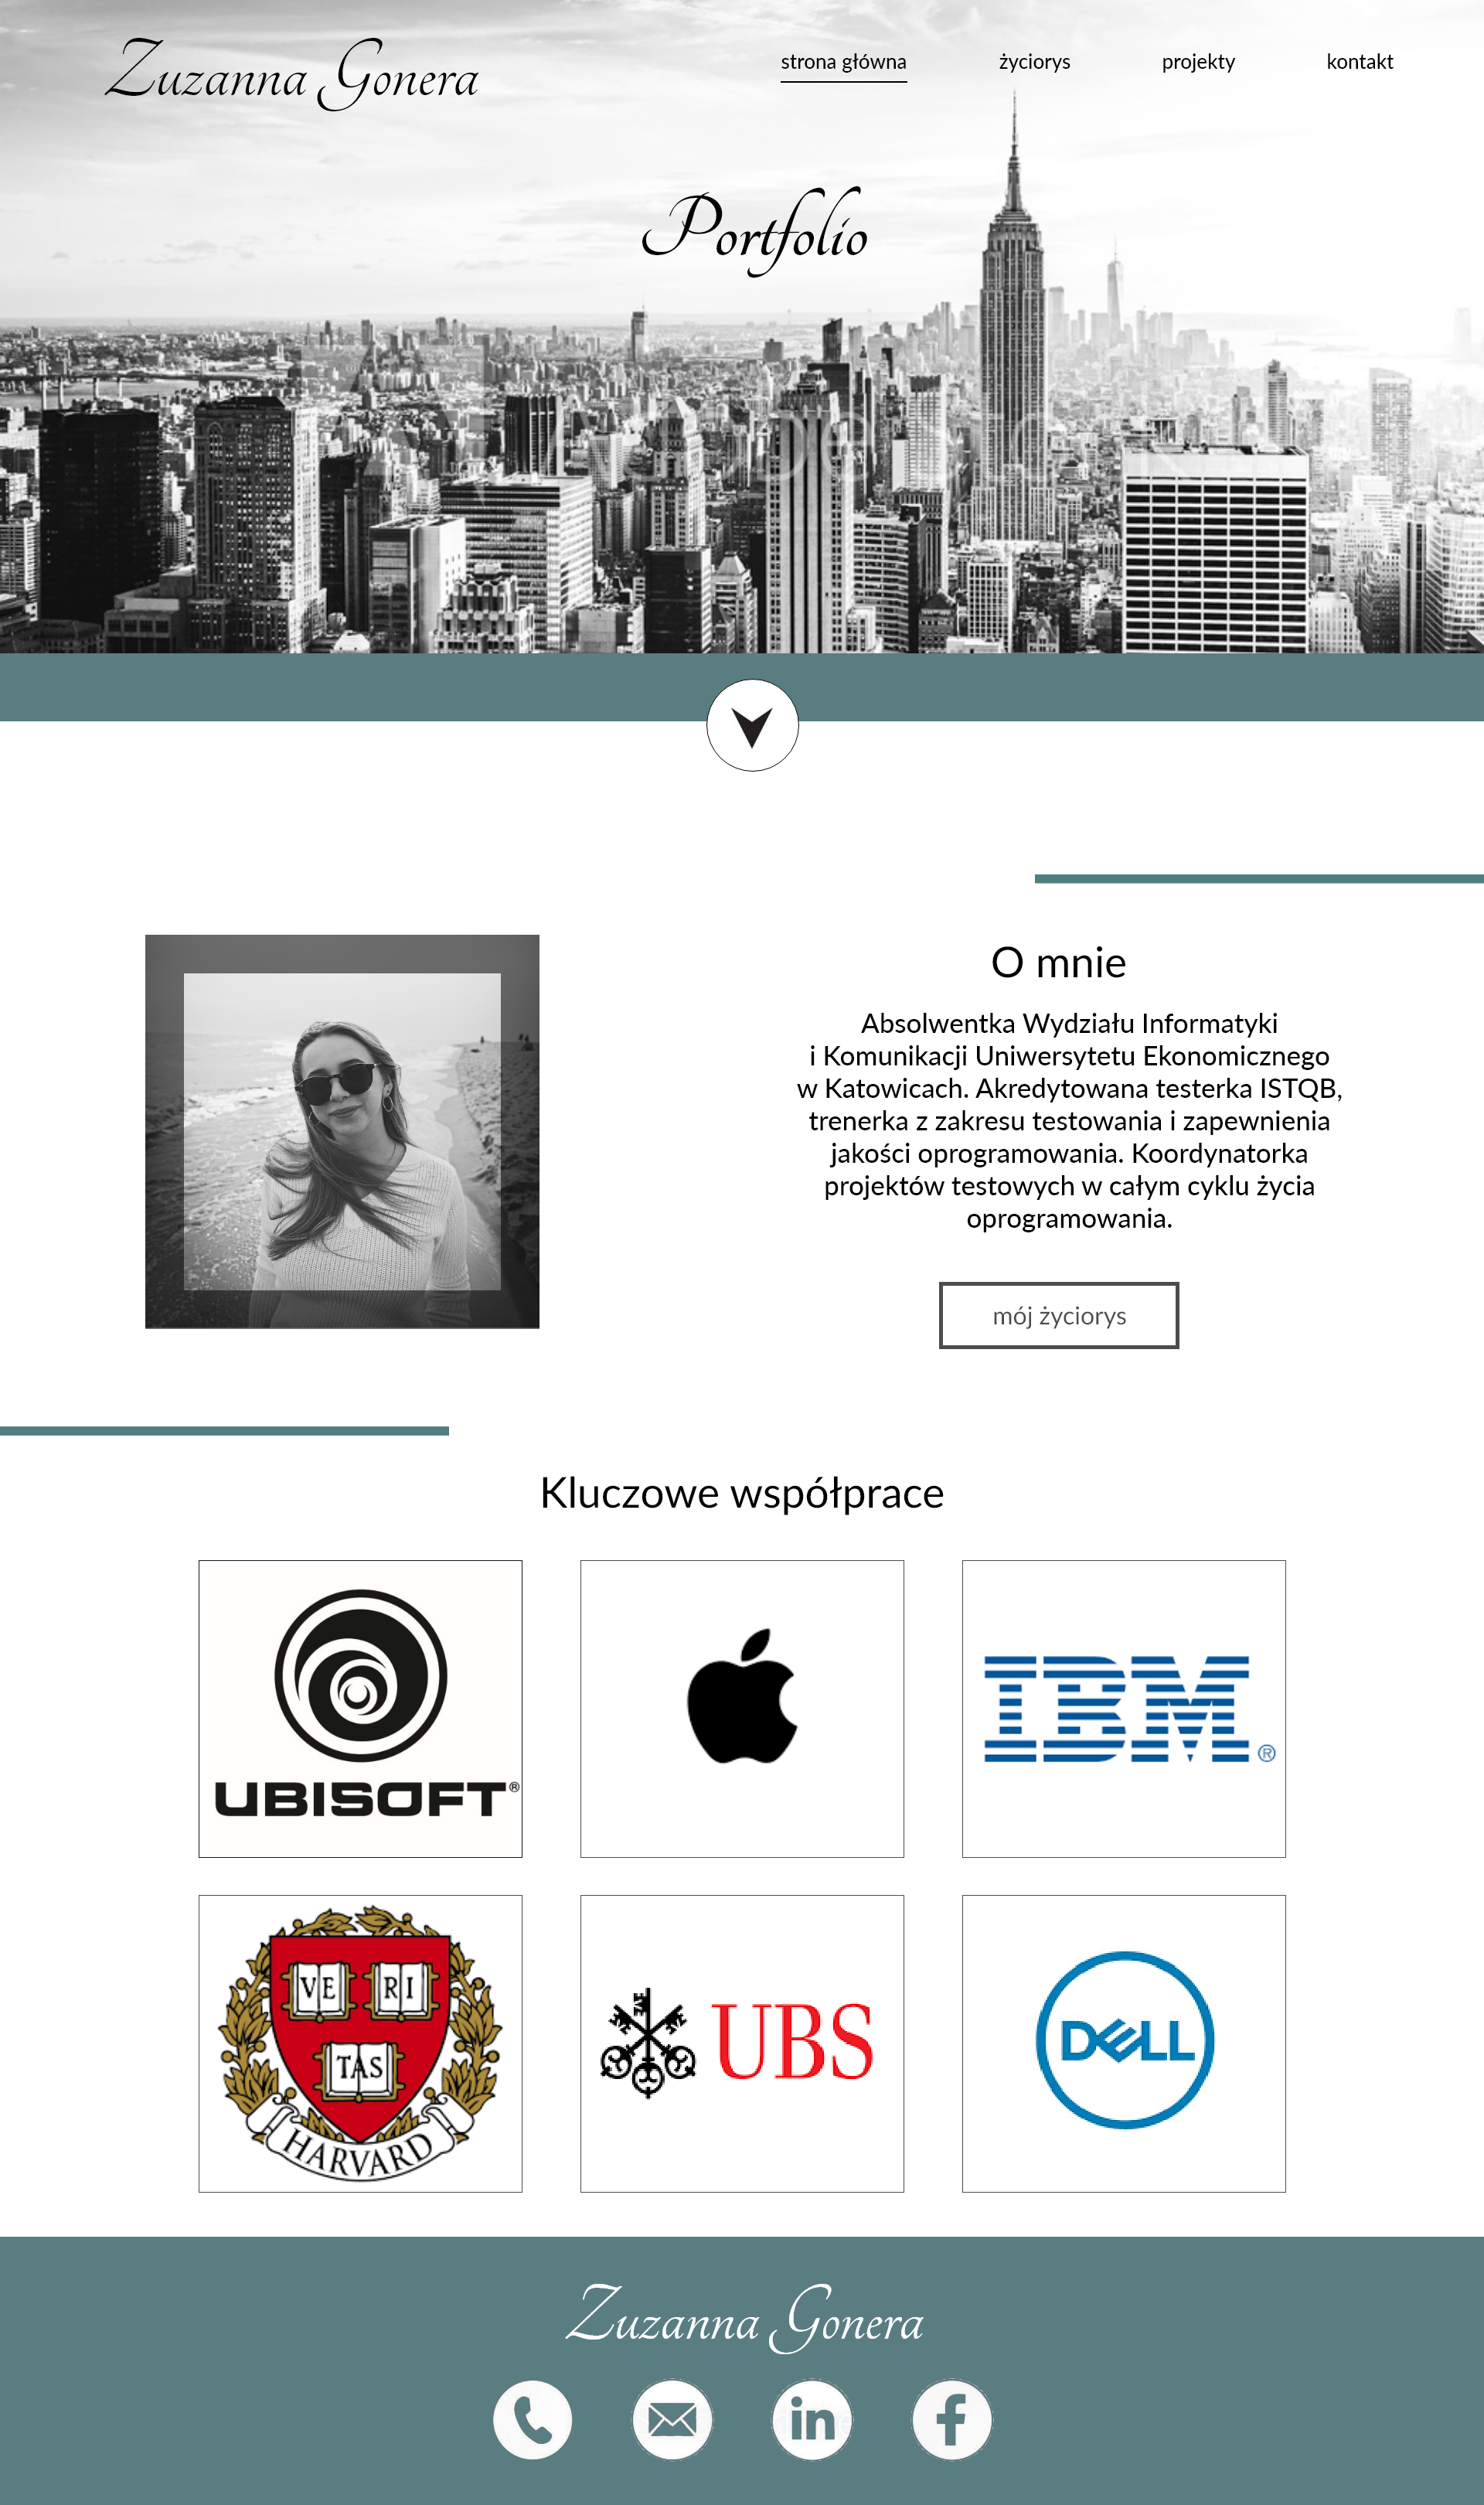 Zuzanna Gonera
strona główna życiorys projekty kontakt
Portfolio
O mnie
Absolwentka Wydziału Informatyki
i Komunikacji Uniwersytetu Ekonomicznego
w Katowicach. Akredytowana testerka ISTQB,
trenerka z zakresu testowania i zapewnienia
jakości oprogramowania. Koordynatorka
projektów testowych w całym cyklu życia
oprogramowania.
mój życiorys
Kluczowe współprace
UBISOFT®
IBM®
VE RI
TAS
HARVARD
UBS
DELL
Zuzanna Gonera
in f